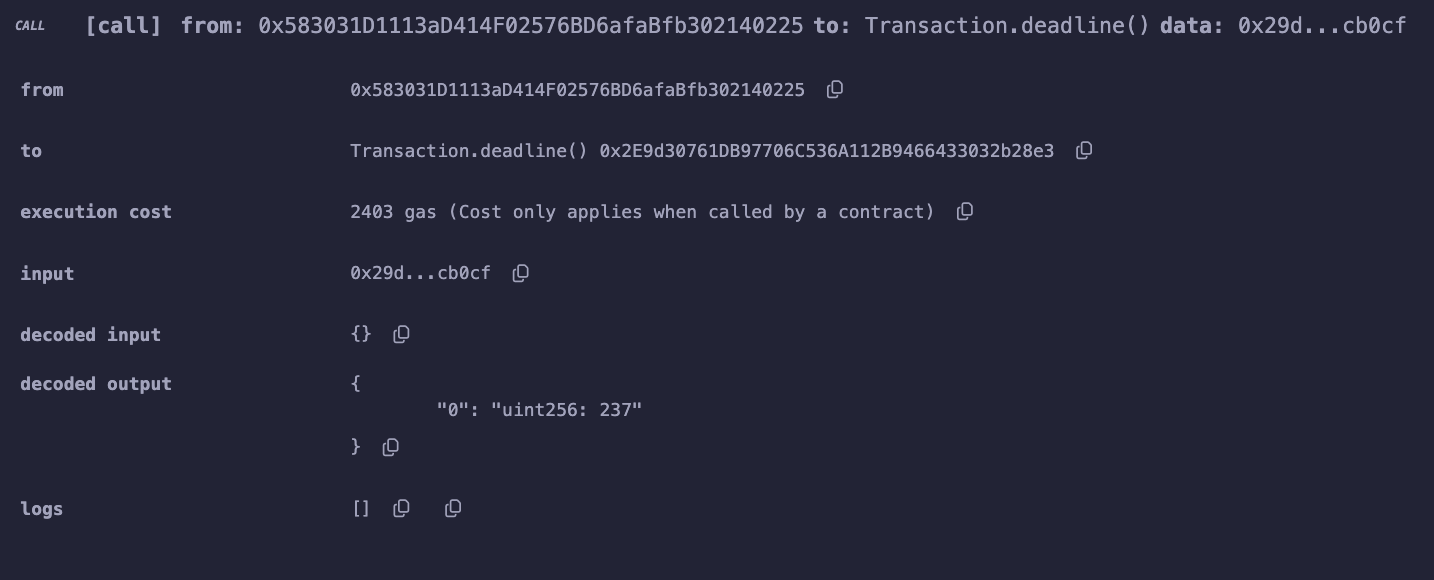 CALL [call] from: 0x583031D1113aD414F02576BD6afaBfb302140225 to: Transaction.deadline() data: 0x29d...cb0cf
from 0x583031D1113aD414F02576BD6afaBfb302140225
to Transaction.deadline() 0x2E9d30761DB97706C536A112B9466433032b28e3
execution cost 2403 gas (Cost only applies when called by a contract)
input 0x29d...cb0cf
decoded input {}
decoded output {
"0": "uint256: 237"
}
logs []